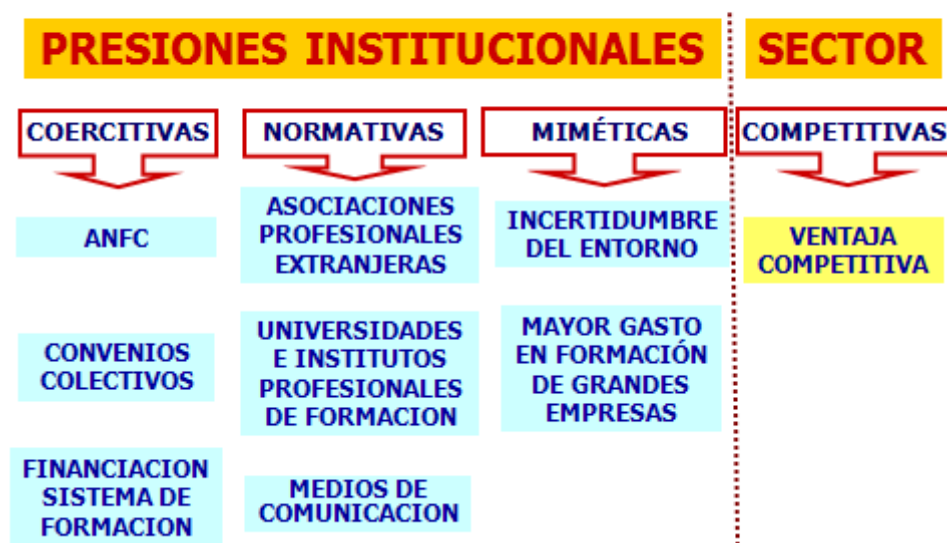 PRESIONES INSTITUCIONALES
SECTOR
COERCITIVAS
NORMATIVAS
MIMÉTICAS
COMPETITIVAS
ANFC
CONVENIOS
COLECTIVOS
FINANCIACION
SISTEMA DE
FORMACION
ASOCIACIONES
PROFESIONALES
EXTRANJERAS
UNIVERSIDADES
E INSTITUTOS
PROFESIONALES
DE FORMACION
MEDIOS DE
COMUNICACION
INCERTIDUMBRE
DEL ENTORNO
MAYOR GASTO
EN FORMACIÓN
DE GRANDES
EMPRESAS
VENTAJA
COMPETITIVA